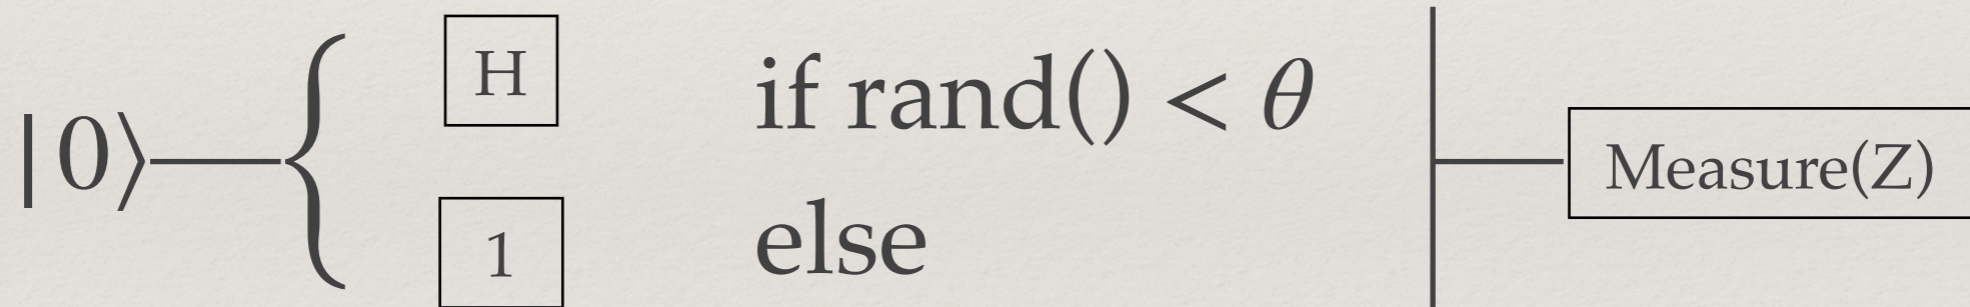 H if rand() < θ
|0⟩ Measure(Z)
1 else